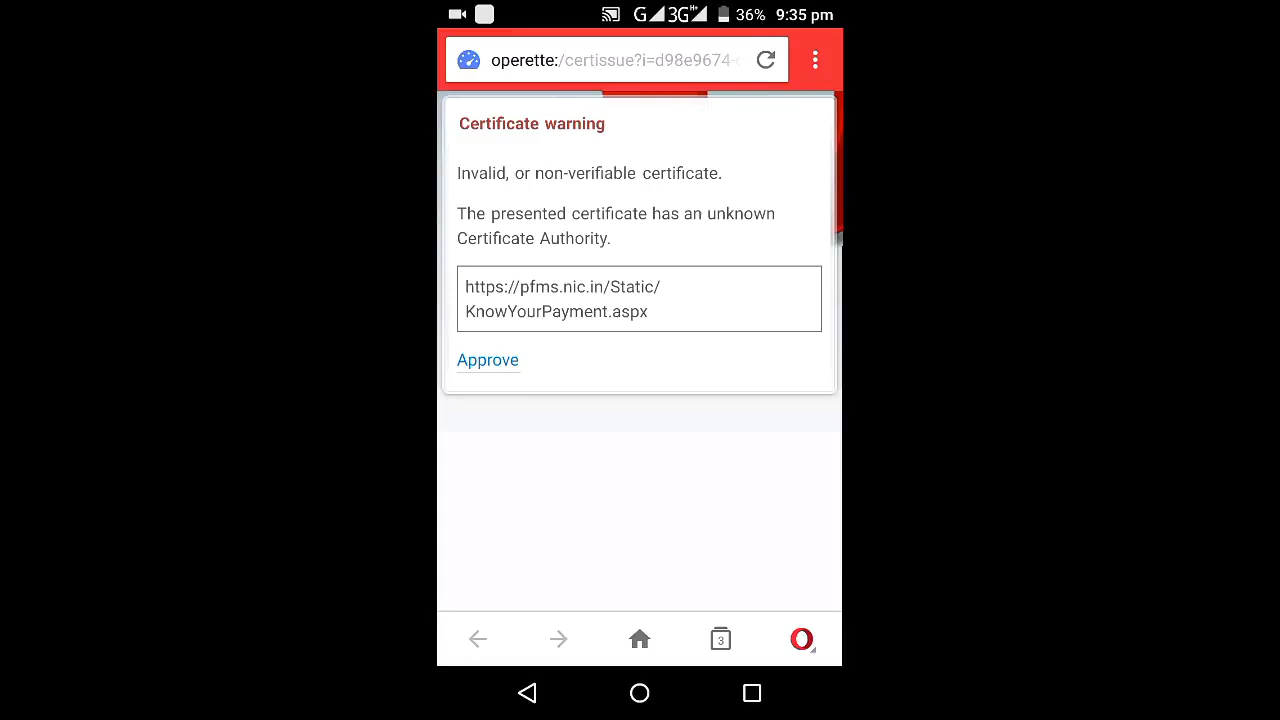 G 3G H+ 36% 9:35 pm
operette:/certissue?i=d98e9674-
Certificate warning
Invalid, or non-verifiable certificate.
The presented certificate has an unknown
Certificate Authority.
https://pfms.nic.in/Static/
KnowYourPayment.aspx
Approve
3